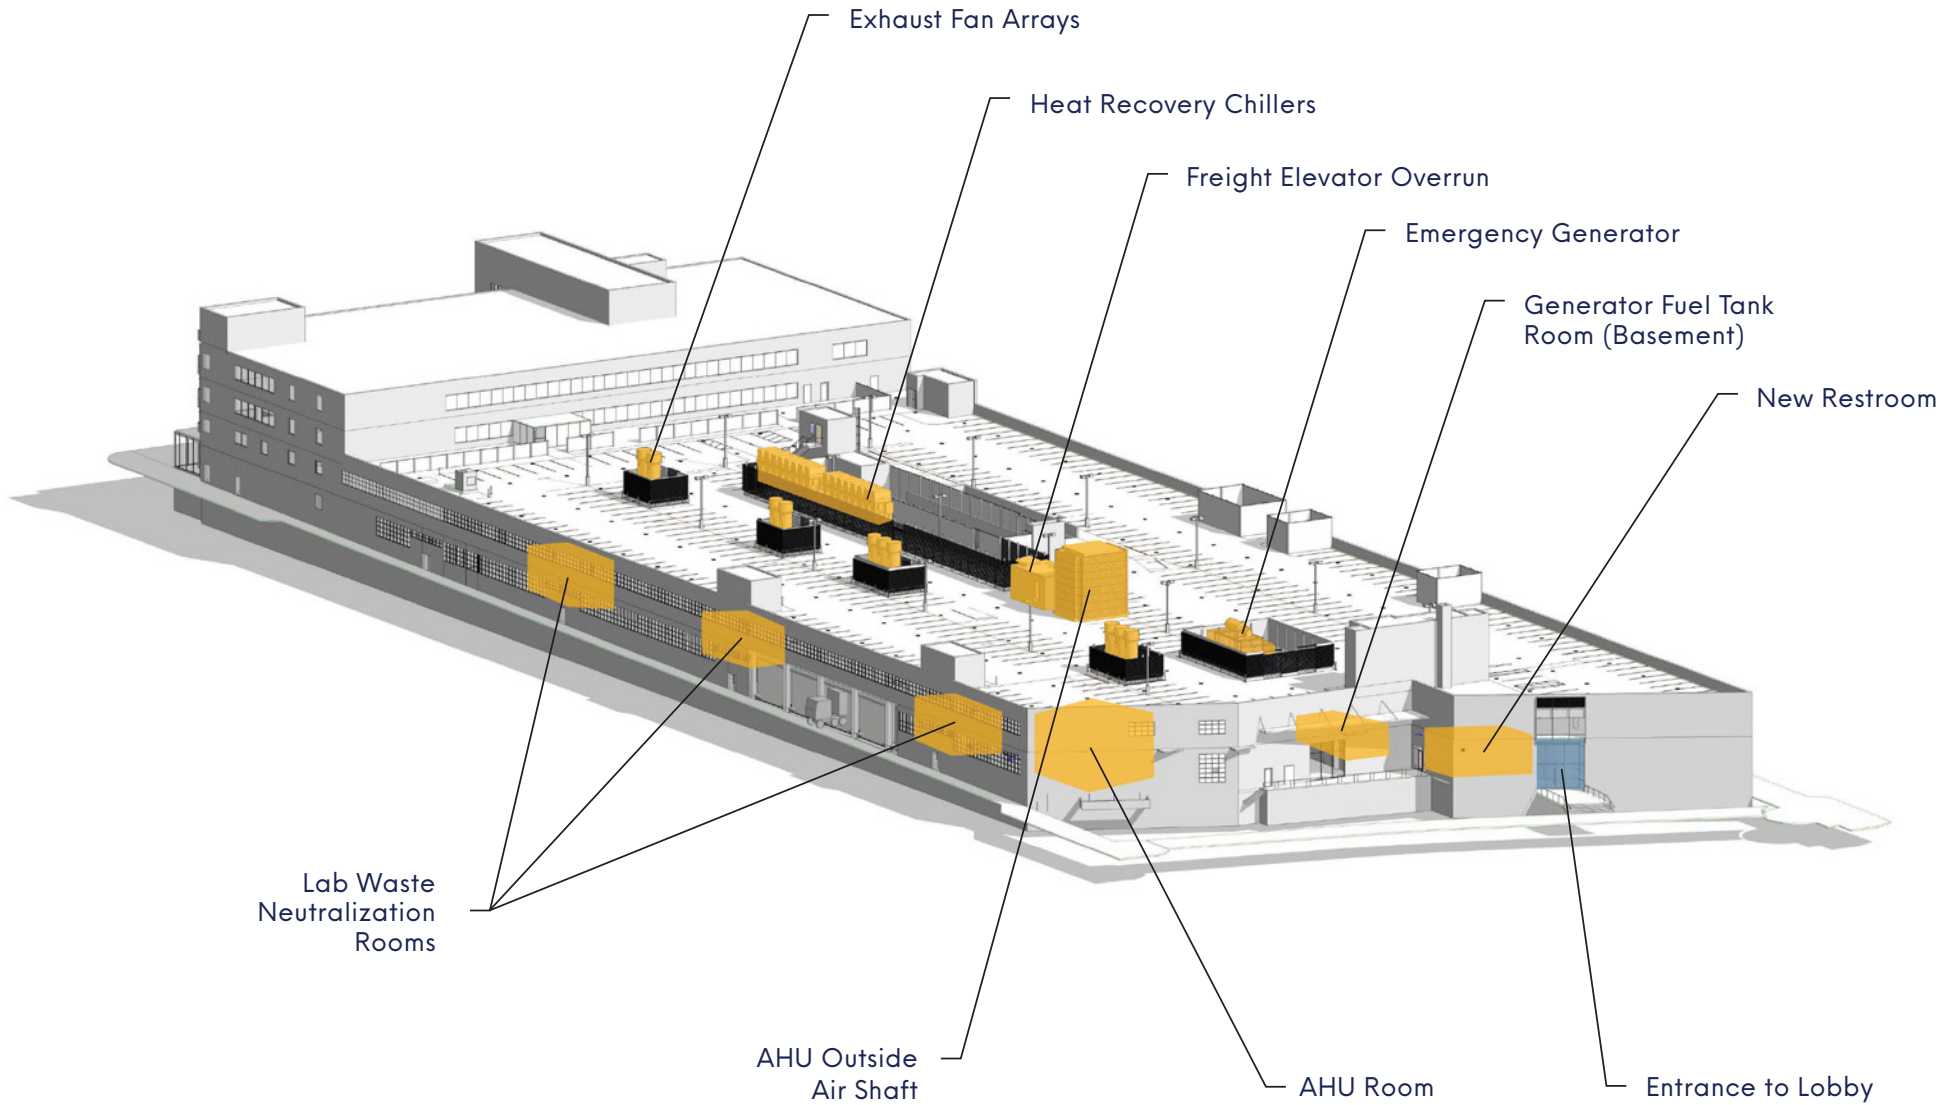 Exhaust Fan Arrays
Heat Recovery Chillers
Freight Elevator Overrun
Emergency Generator
Generator Fuel Tank
Room (Basement)
New Restroom
Lab Waste
Neutralization
Rooms
AHU Outside
Air Shaft
AHU Room
Entrance to Lobby